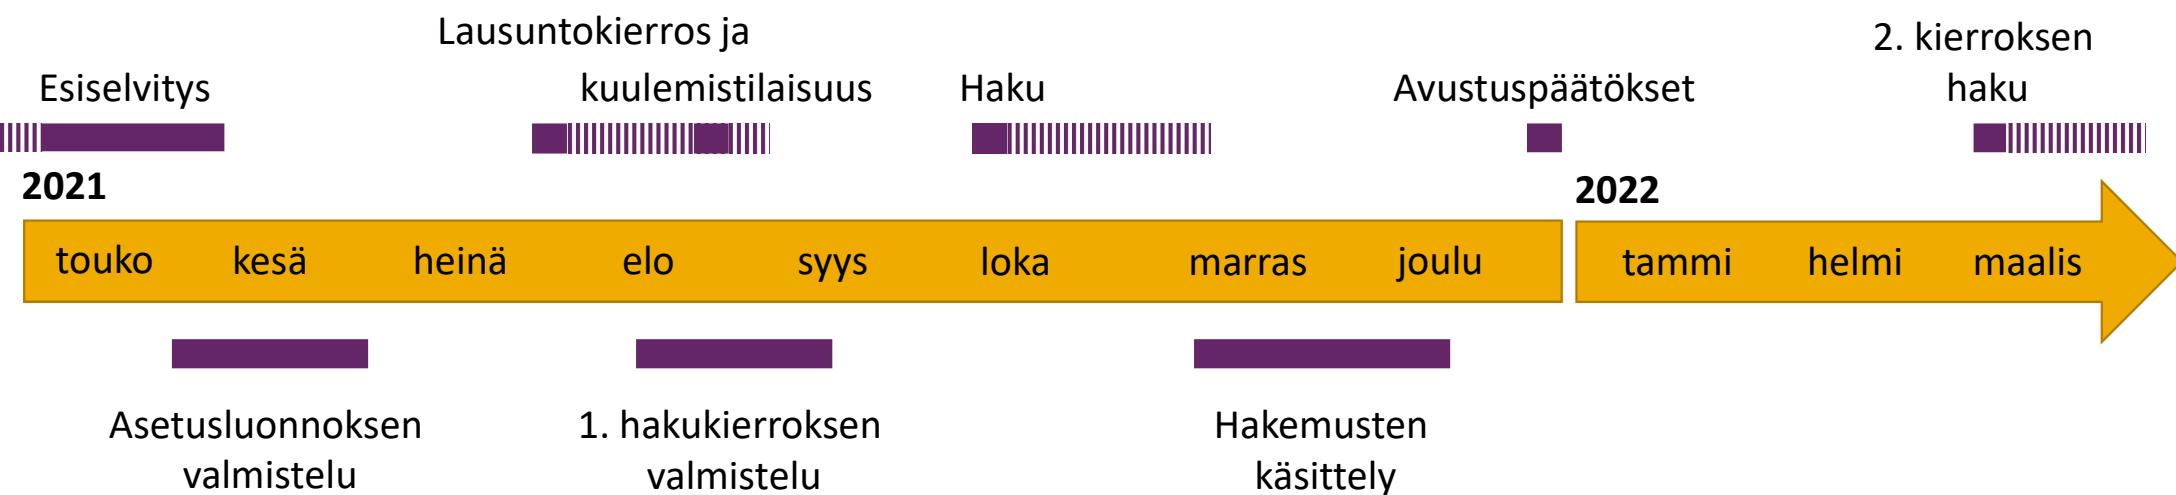 Lausuntokierros ja
kuulemistilaisuus
Esiselvitys
Haku
Avustuspäätökset
2. kierroksen
haku
2021
2022
touko kesä heinä elo syys loka marras joulu tammi helmi maalis
Asetusluonnoksen
valmistelu
1. hakukierroksen
valmistelu
Hakemusten
käsittely